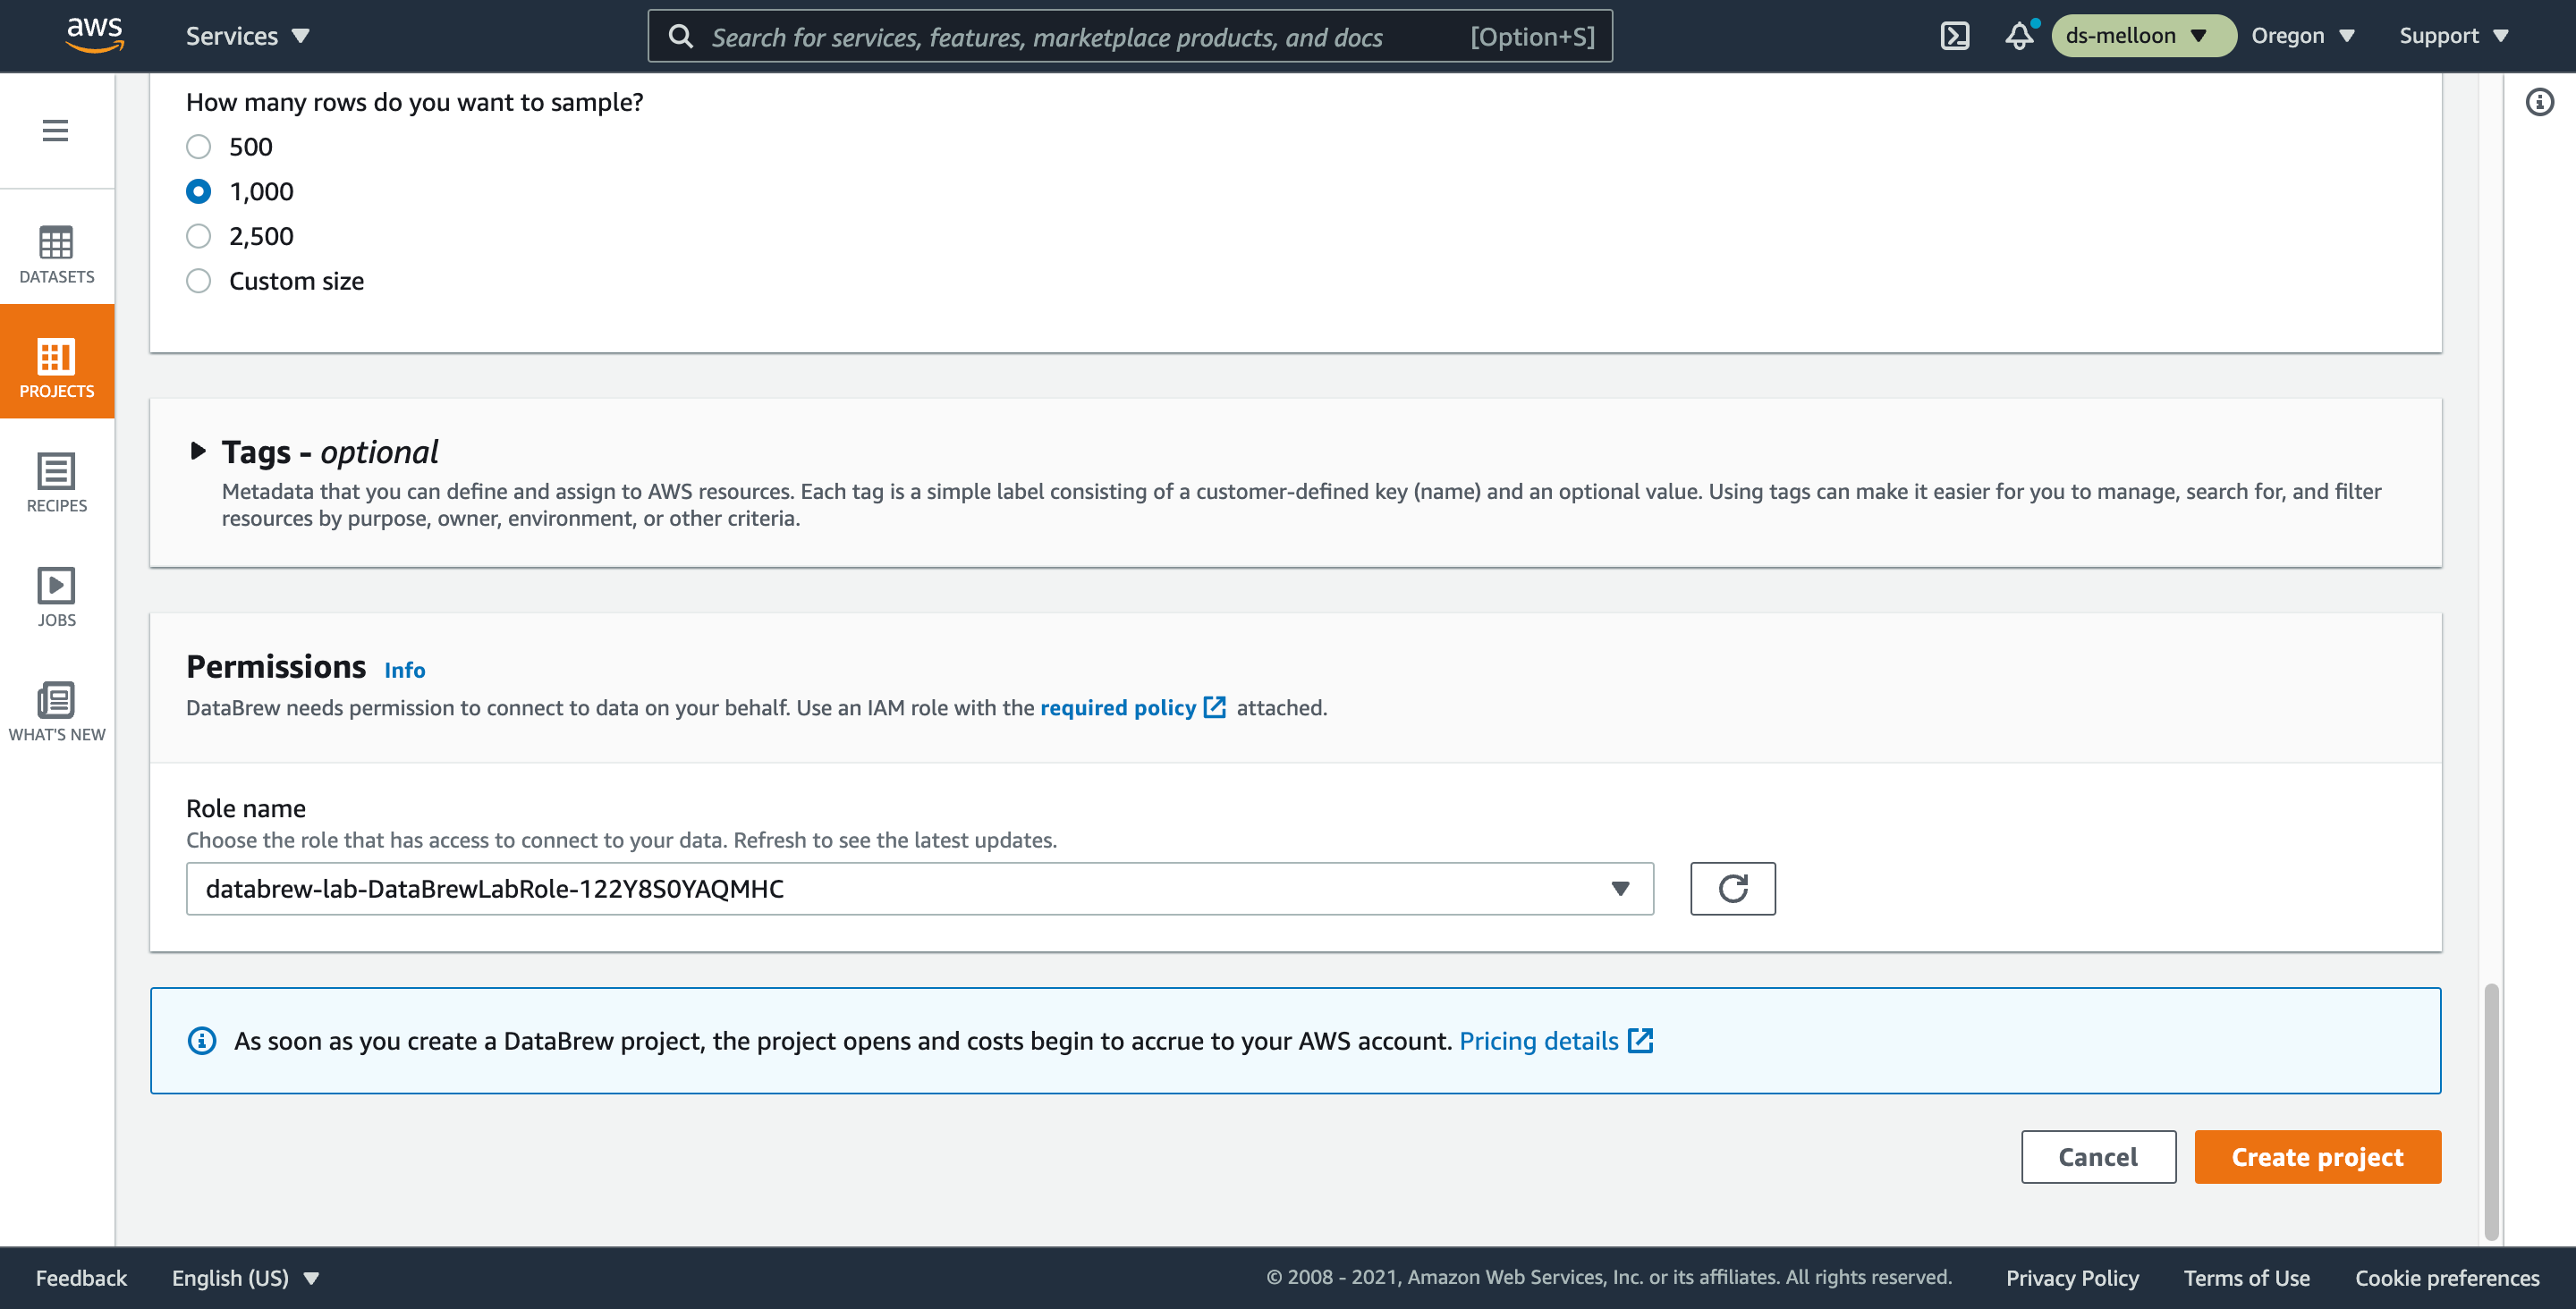 aws
Services
Search for services, features, marketplace products, and docs
[Option+S]
ds-melloon
Oregon
Support
How many rows do you want to sample?
500
1,000
2,500
Custom size
DATASETS
PROJECTS
RECIPES
JOBS
WHAT'S NEW
Tags - optional
Metadata that you can define and assign to AWS resources. Each tag is a simple label consisting of a customer-defined key (name) and an optional value. Using tags can make it easier for you to manage, search for, and filter
resources by purpose, owner, environment, or other criteria.
Permissions Info
DataBrew needs permission to connect to data on your behalf. Use an IAM role with the required policy attached.
Role name
Choose the role that has access to connect to your data. Refresh to see the latest updates.
databrew-lab-DataBrewLabRole-122Y8S0YAQMHC
As soon as you create a DataBrew project, the project opens and costs begin to accrue to your AWS account. Pricing details
Cancel
Create project
Feedback
English (US)
© 2008 - 2021, Amazon Web Services, Inc. or its affiliates. All rights reserved.
Privacy Policy
Terms of Use
Cookie preferences